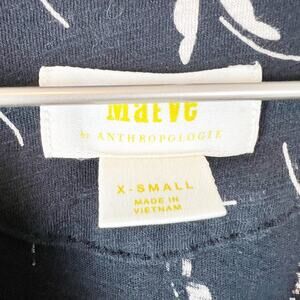 Maeve
by ANTHROPOLOGIE
X-SMALL
MADE IN
VIETNAM